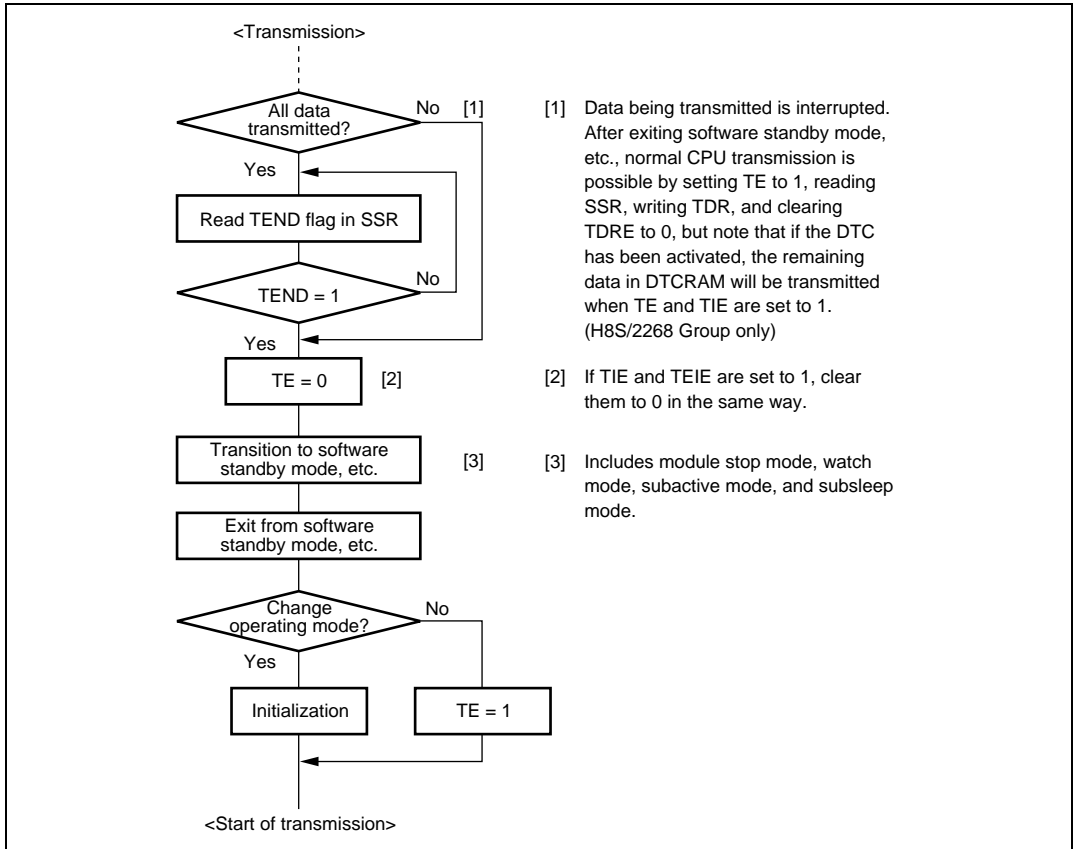 <Transmission>
All data
transmitted?
No [1]
Yes
Read TEND flag in SSR
TEND = 1
No
Yes
TE = 0
[2]
Transition to software
standby mode, etc.
[3]
Exit from software
standby mode, etc.
Change
operating mode?
No
Yes
Initialization
TE = 1
<Start of transmission>
[1] Data being transmitted is interrupted.
After exiting software standby mode,
etc., normal CPU transmission is
possible by setting TE to 1, reading
SSR, writing TDR, and clearing
TDRE to 0, but note that if the DTC
has been activated, the remaining
data in DTCRAM will be transmitted
when TE and TIE are set to 1.
(H8S/2268 Group only)
[2] If TIE and TEIE are set to 1, clear
them to 0 in the same way.
[3] Includes module stop mode, watch
mode, subactive mode, and subsleep
mode.